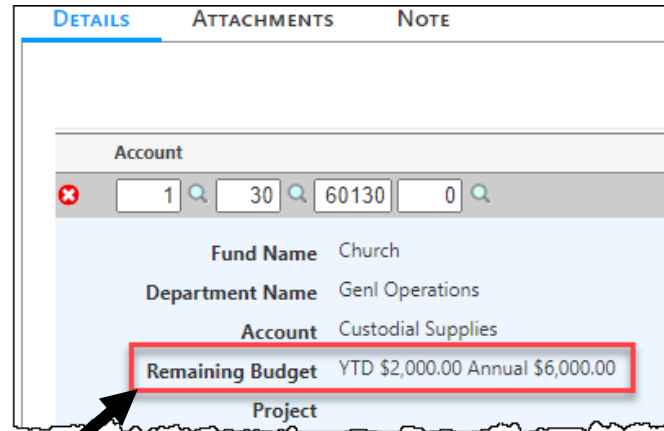 DETAILS ATTACHMENTS NOTE
Account
1 30 60130 0
Fund Name Church
Department Name Genl Operations
Account Custodial Supplies
Remaining Budget YTD $2,000.00 Annual $6,000.00
Project